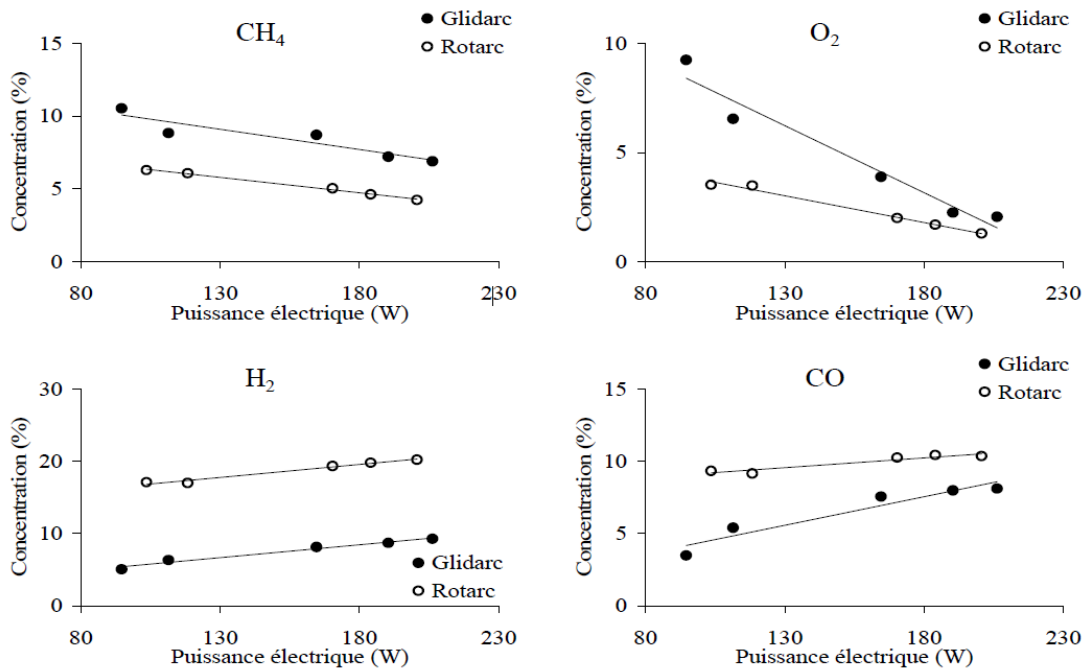 CH4
Glidarc
Rotarc
Concentration (%)
15
10
5
0
80 130 180 230
Puissance électrique (W)
O2
Glidarc
Rotarc
Concentration (%)
10
5
0
80 130 180 230
Puissance électrique (W)
H2
Concentration (%)
30
20
10
0
Glidarc
Rotarc
80 130 180 230
Puissance électrique (W)
CO
Glidarc
Rotarc
Concentration (%)
15
10
5
0
80 130 180 230
Puissance électrique (W)